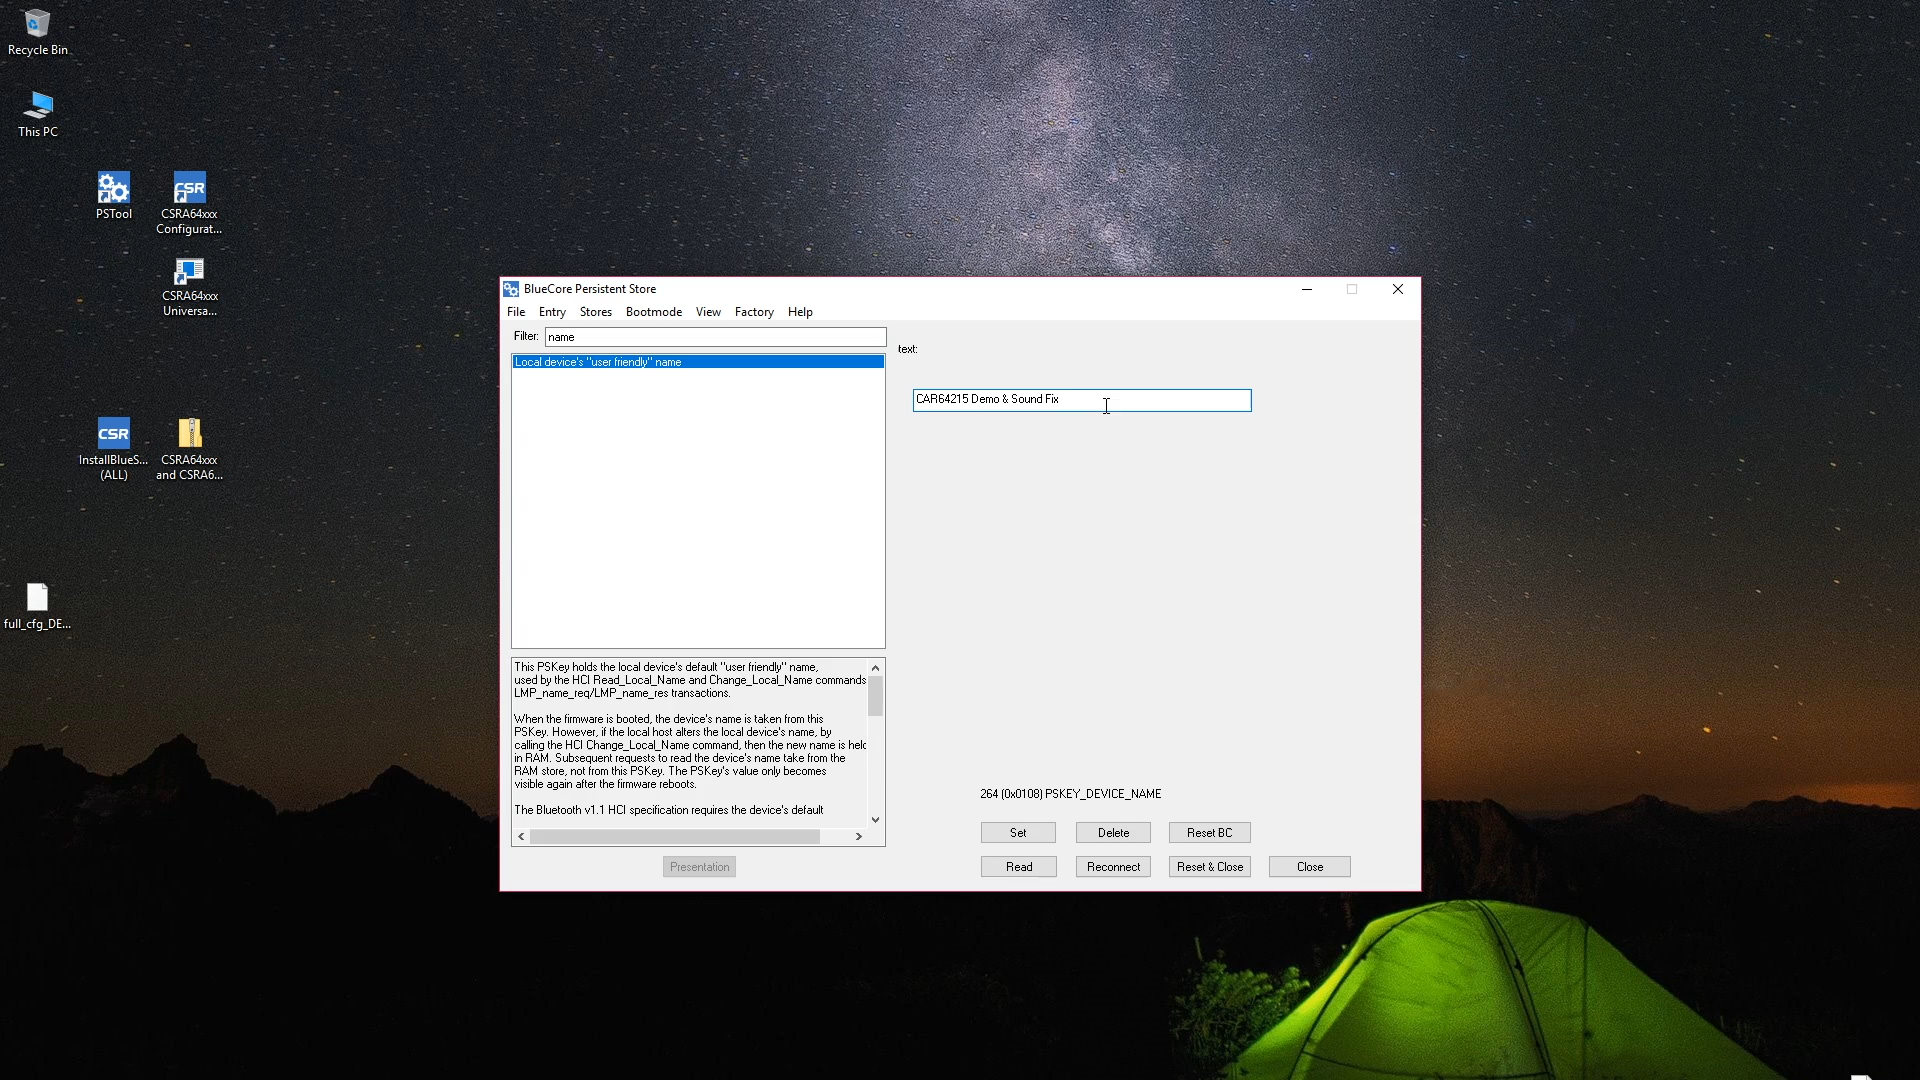 Recycle Bin
This PC
PSTool
CSR
CSRA64xxx
Configurat...
CSRA64xxx
Universa...
CSR
InstallBlueS...
(ALL)
CSRA64xxx
and CSRA6...
full_cfg_DE...
BlueCore Persistent Store
File Entry Stores Bootmode View Factory Help
Filter: name
Local device's "user friendly" name
text:
CAR64215 Demo & Sound Fix
This PSKey holds the local device's default "user friendly" name,
used by the HCI Read_Local_Name and Change_Local_Name commands
LMP_name_req/LMP_name_res transactions.
When the firmware is booted, the device's name is taken from this
PSKey. However, if the local host alters the local device's name, by
calling the HCI Change_Local_Name command, then the new name is held
in RAM. Subsequent requests to read the device's name take from the
RAM store, not from this PSKey. The PSKey's value only becomes
visible again after the firmware reboots.
The Bluetooth v1.1 HCI specification requires the device's default
Presentation
264 (0x0108) PSKEY_DEVICE_NAME
Set Delete Reset BC
Read Reconnect Reset & Close Close